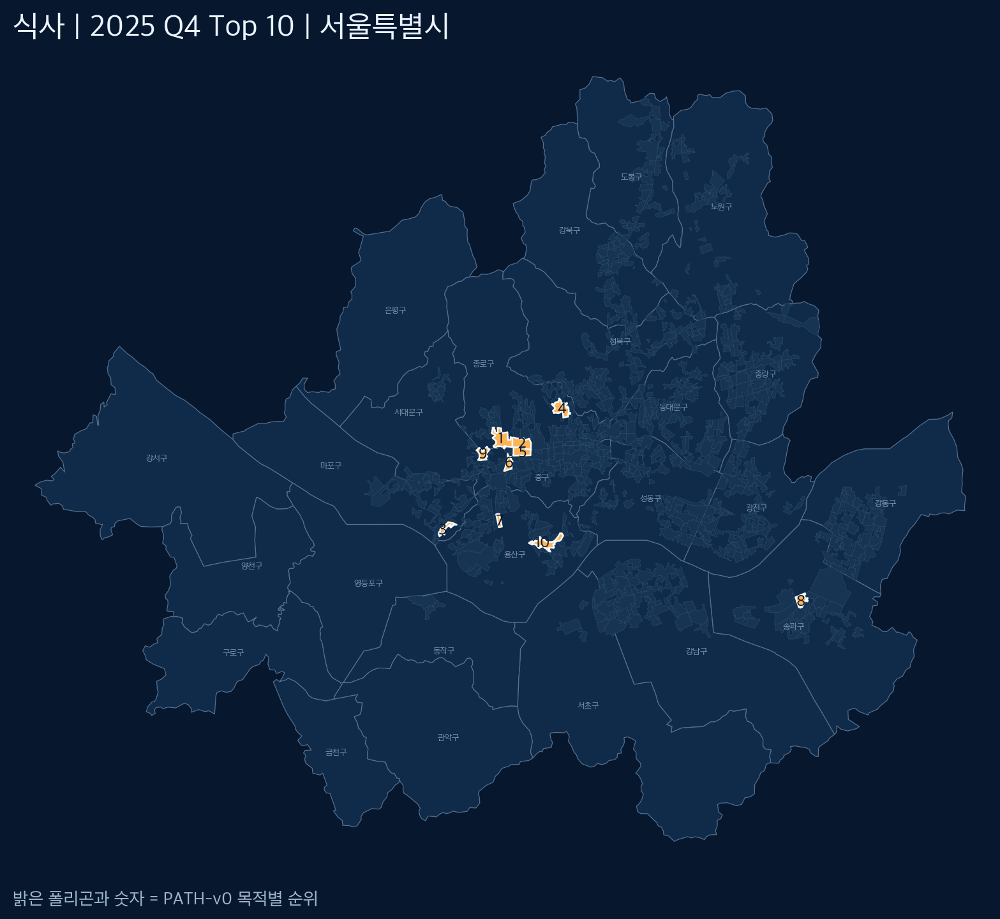 식사 | 2025 Q4 Top 10 | 서울특별시
도봉구
노원구
강북구
은평구
성북구
종로구
중랑구
동대문구
서대문구
4
1
2
5
9
6
강서구
마포구
중구
성동구
강동구
광진구
7
3
10
용산구
양천구
영등포구
8
송파구
동작구
구로구
강남구
서초구
관악구
금천구
밝은 폴리곤과 숫자 = PATH-v0 목적별 순위